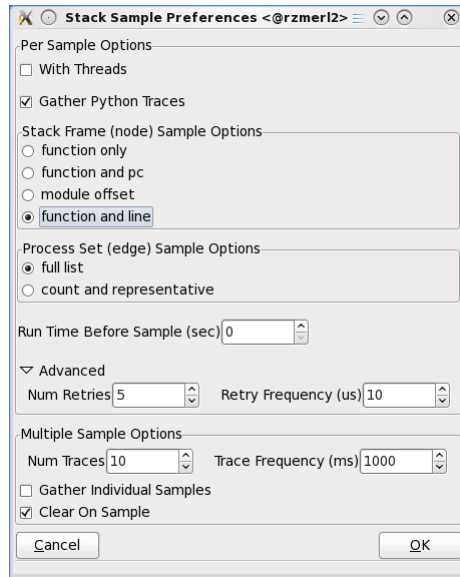 Stack Sample Preferences <@rzmerl2>
Per Sample Options
With Threads
Gather Python Traces
Stack Frame (node) Sample Options
function only
function and pc
module offset
function and line
Process Set (edge) Sample Options
full list
count and representative
Run Time Before Sample (sec) 0
Advanced
Num Retries 5 Retry Frequency (us) 10
Multiple Sample Options
Num Traces 10 Trace Frequency (ms) 1000
Gather Individual Samples
Clear On Sample
Cancel OK